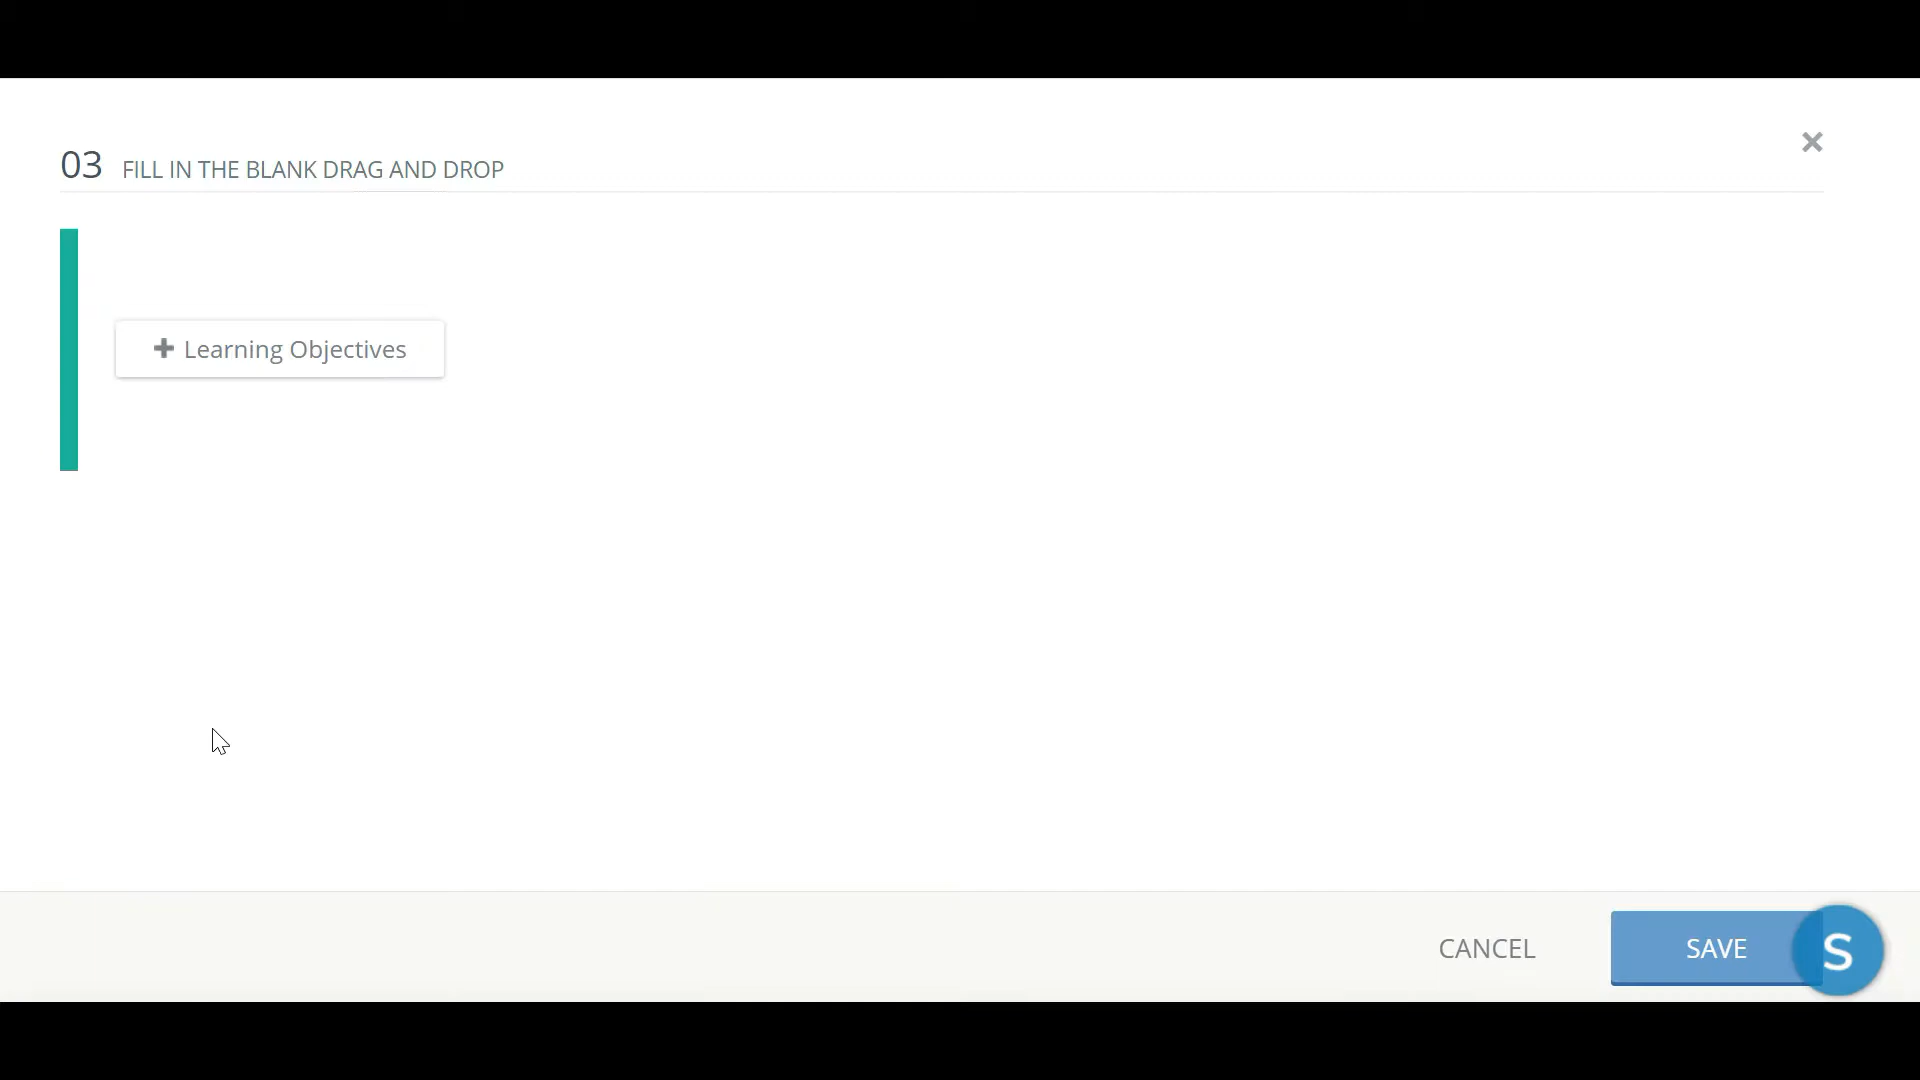 03 FILL IN THE BLANK DRAG AND DROP
Learning Objectives
CANCEL
SAVE
S